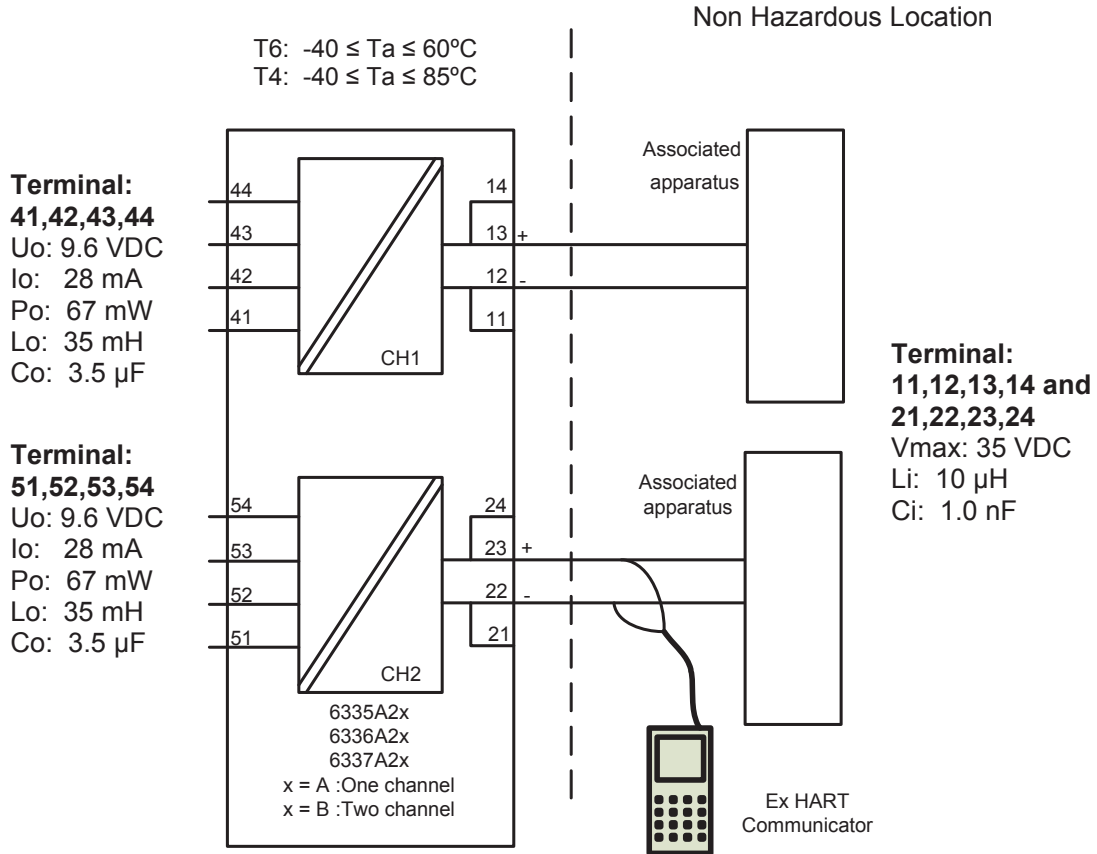 Non Hazardous Location
T6:  -40 ≤ Ta ≤ 60ºC
T4:  -40 ≤ Ta ≤ 85ºC
Terminal:
41,42,43,44
Uo: 9.6 VDC
Io:   28 mA
Po:  67 mW
Lo:  35 mH
Co:  3.5 µF
44
43
42
41
CH1
14
13 +
12 -
11
Associated
apparatus
Terminal:
11,12,13,14 and
21,22,23,24
Vmax: 35 VDC
Li:  10 µH
Ci:  1.0 nF
Terminal:
51,52,53,54
Uo: 9.6 VDC
Io:   28 mA
Po:  67 mW
Lo:  35 mH
Co:  3.5 µF
54
53
52
51
CH2
24
23 +
22 -
21
Associated
apparatus
6335A2x
6336A2x
6337A2x
x = A :One channel
x = B :Two channel
Ex HART
Communicator